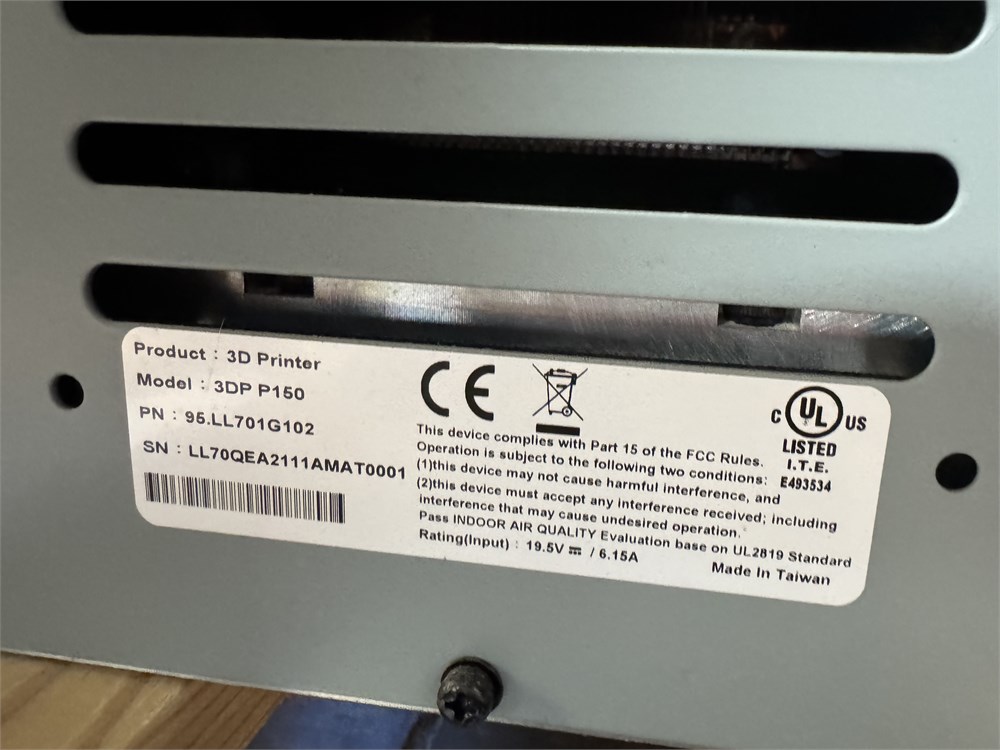 Product : 3D Printer
Model : 3DP P150
PN : 95.LL701G102
SN : LL70QEA2111AMAT0001
CE
C UL US
LISTED
I.T.E.
E493534
This device complies with Part 15 of the FCC Rules.
Operation is subject to the following two conditions:
(1)this device may not cause harmful interference, and
(2)this device must accept any interference received; including
interference that may cause undesired operation.
Pass INDOOR AIR QUALITY Evaluation base on UL2819 Standard
Rating(Input) : 19.5V ⎓ / 6.15A
Made In Taiwan